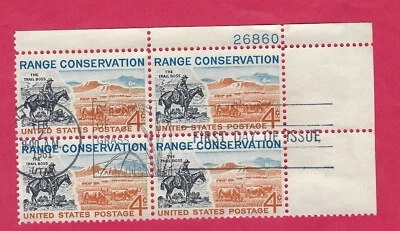 26860
RANGE CONSERVATION RANGE CONSERVATION
THE TRAIL BOSS THE TRAIL BOSS
4¢ 4¢
UNITED STATES POSTAGE UNITED STATES POSTAGE
FIRST DAY OF ISSUE
RANGE CONSERVATION RANGE CONSERVATION
THE TRAIL BOSS THE TRAIL BOSS
1961
4¢ 4¢
UNITED STATES POSTAGE UNITED STATES POSTAGE